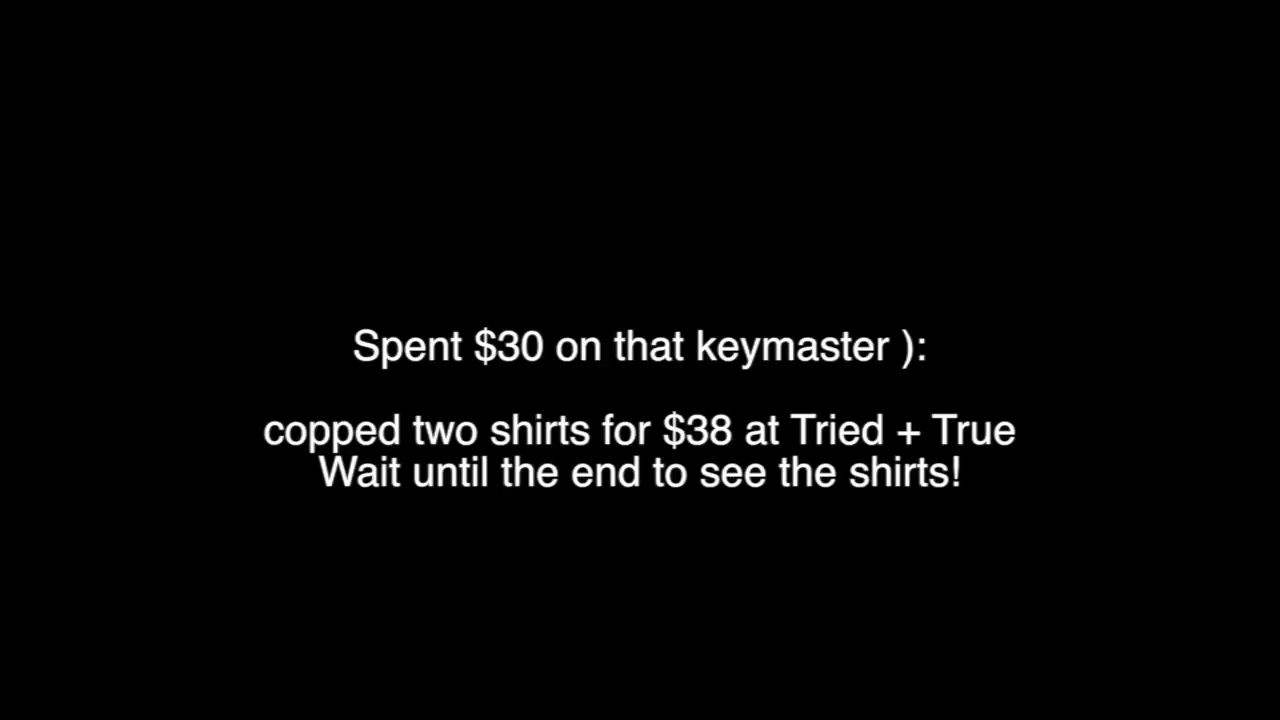 Spent $30 on that keymaster ):
copped two shirts for $38 at Tried + True
Wait until the end to see the shirts!